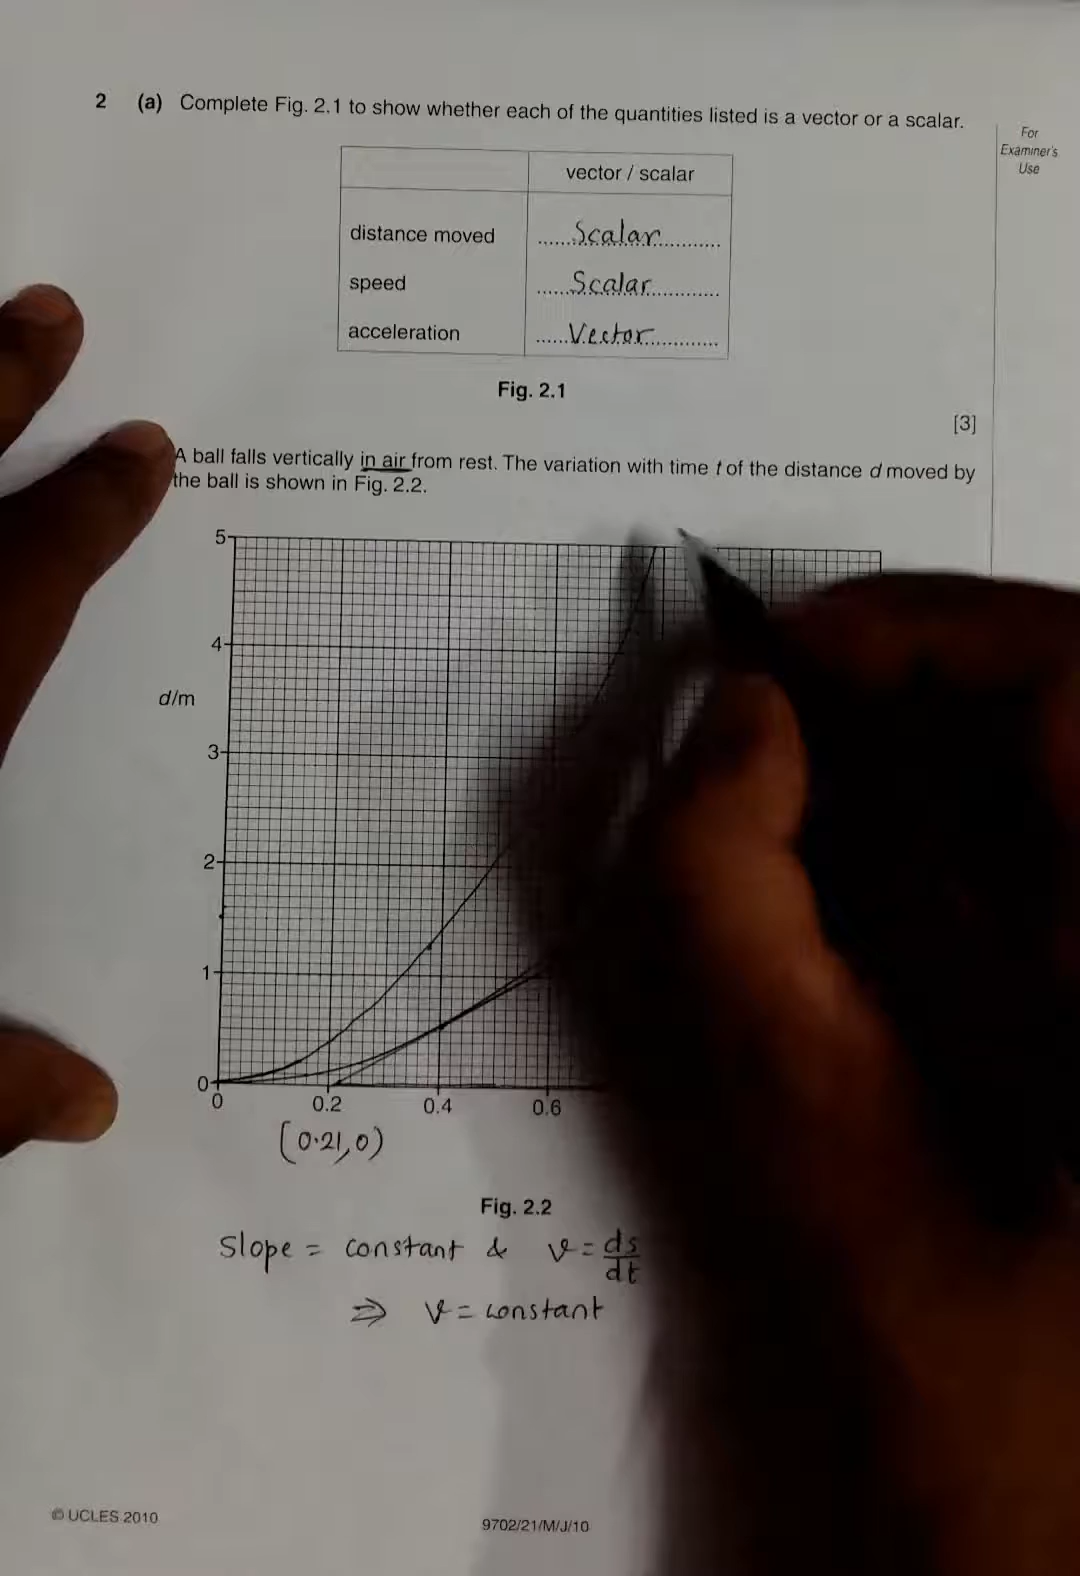 2 (a) Complete Fig. 2.1 to show whether each of the quantities listed is a vector or a scalar.
For
Examiner's
Use
vector / scalar
distance moved ......Scalar............
speed ......Scalar............
acceleration ......Vector............
Fig. 2.1
[3]
A ball falls vertically in air from rest. The variation with time t of the distance d moved by
the ball is shown in Fig. 2.2.
5
4
d/m
3
2
1
0
0 0.2 0.4 0.6
(0.21,0)
Fig. 2.2
Slope = constant & v = ds/dt
⇒ v = constant
© UCLES 2010
9702/21/M/J/10